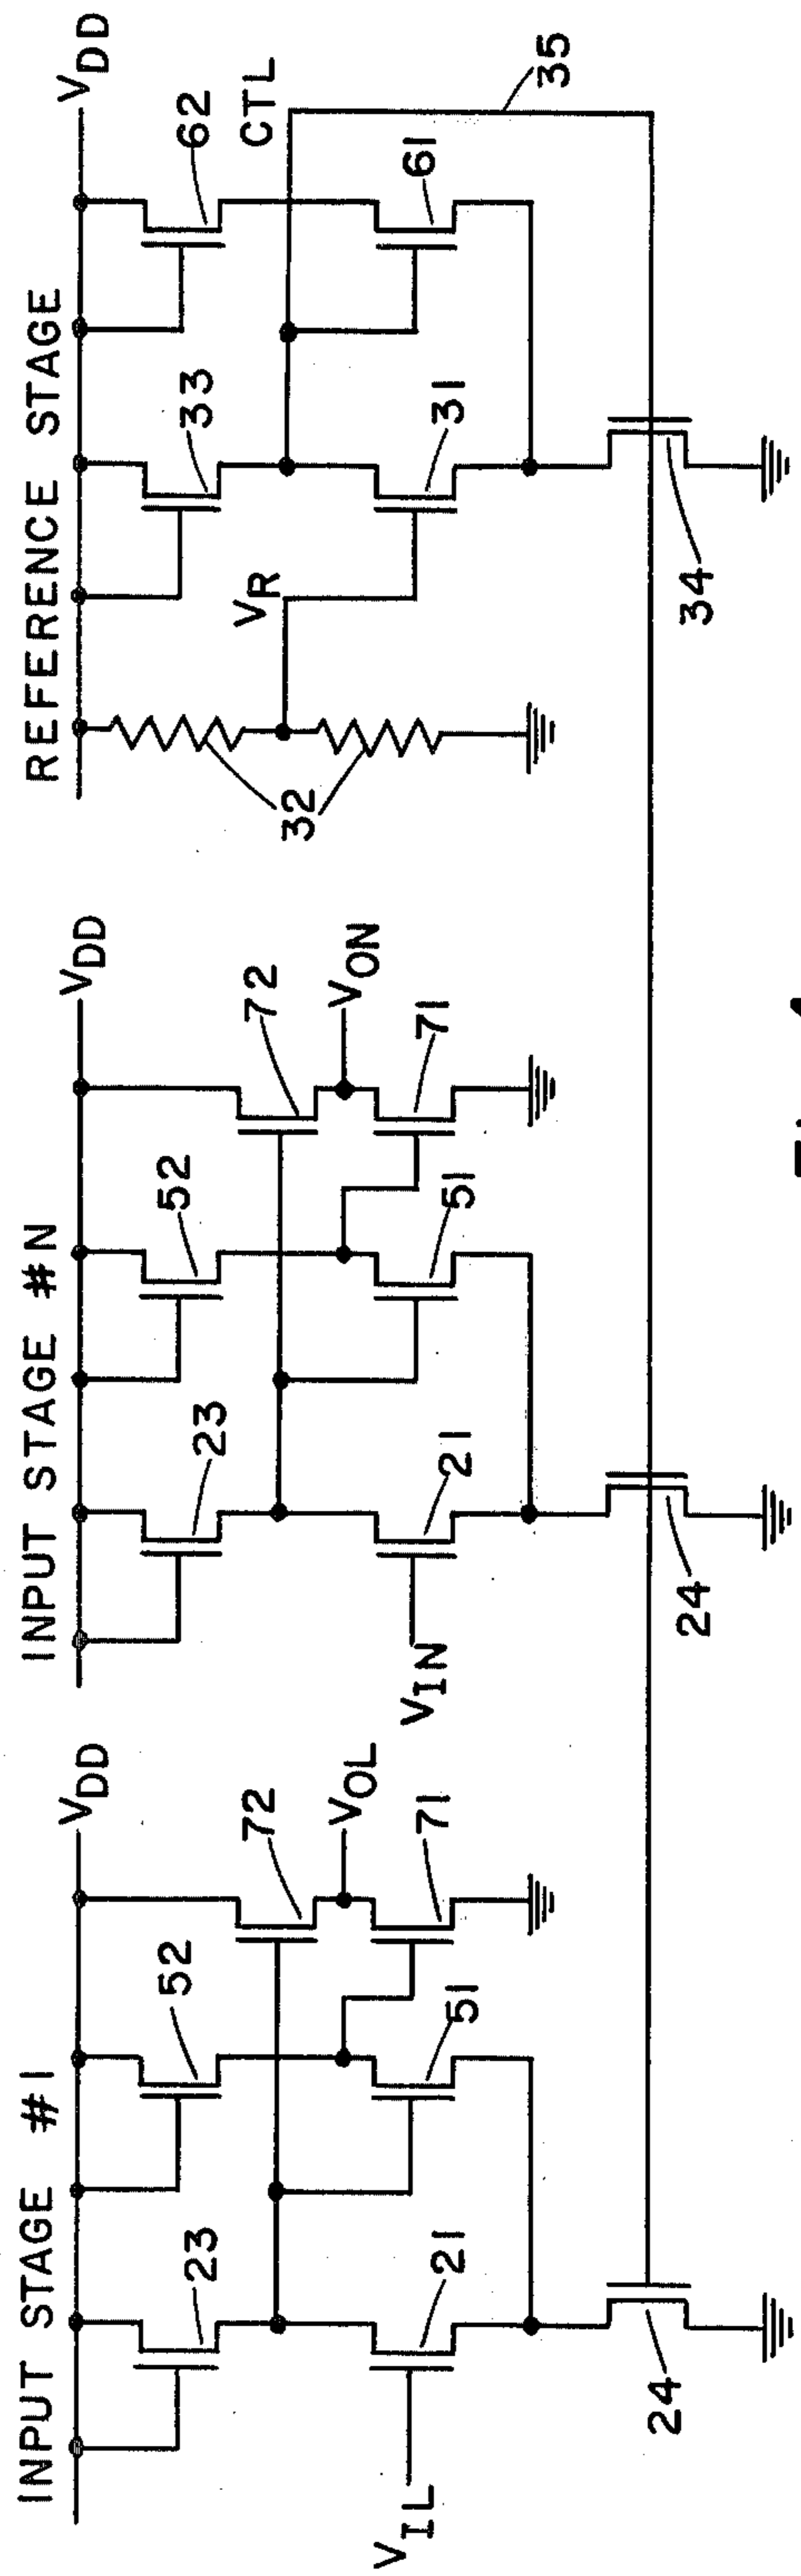 INPUT STAGE #1
VDD
INPUT STAGE #N
VDD
REFERENCE STAGE
VDD
23
52
72
VOL
VIL
21
51
71
24
23
52
72
VON
VIN
21
51
71
24
32
VR
33
62
CTL
31
61
35
34